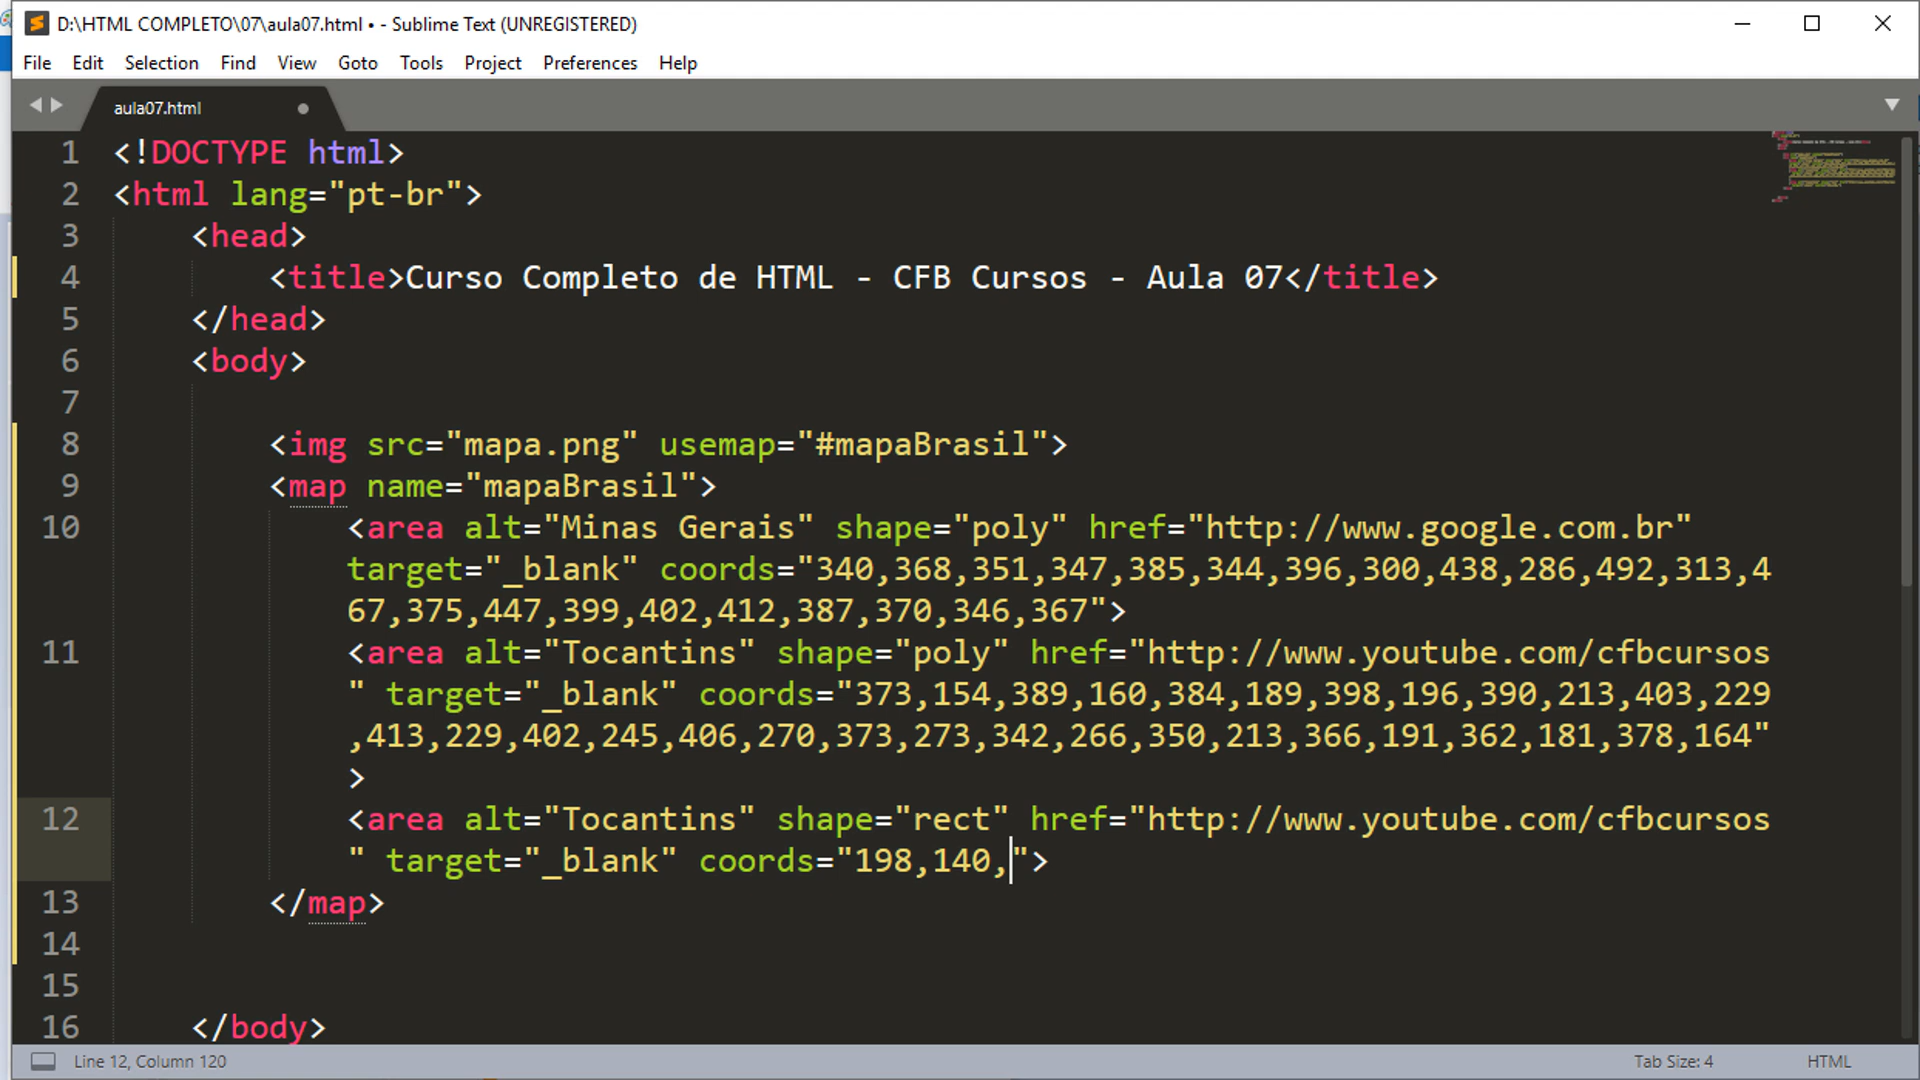 D:\HTML COMPLETO\07\aula07.html • - Sublime Text (UNREGISTERED)
File Edit Selection Find View Goto Tools Project Preferences Help
aula07.html
1 <!DOCTYPE html>
2 <html lang="pt-br">
3 <head>
4 <title>Curso Completo de HTML - CFB Cursos - Aula 07</title>
5 </head>
6 <body>
7
8 <img src="mapa.png" usemap="#mapaBrasil">
9 <map name="mapaBrasil">
10 <area alt="Minas Gerais" shape="poly" href="http://www.google.com.br"
target="_blank" coords="340,368,351,347,385,344,396,300,438,286,492,313,4
67,375,447,399,402,412,387,370,346,367">
11 <area alt="Tocantins" shape="poly" href="http://www.youtube.com/cfbcursos
" target="_blank" coords="373,154,389,160,384,189,398,196,390,213,403,229
,413,229,402,245,406,270,373,273,342,266,350,213,366,191,362,181,378,164"
>
12 <area alt="Tocantins" shape="rect" href="http://www.youtube.com/cfbcursos
" target="_blank" coords="198,140,">
13 </map>
14
15
16 </body>
Line 12, Column 120 Tab Size: 4 HTML